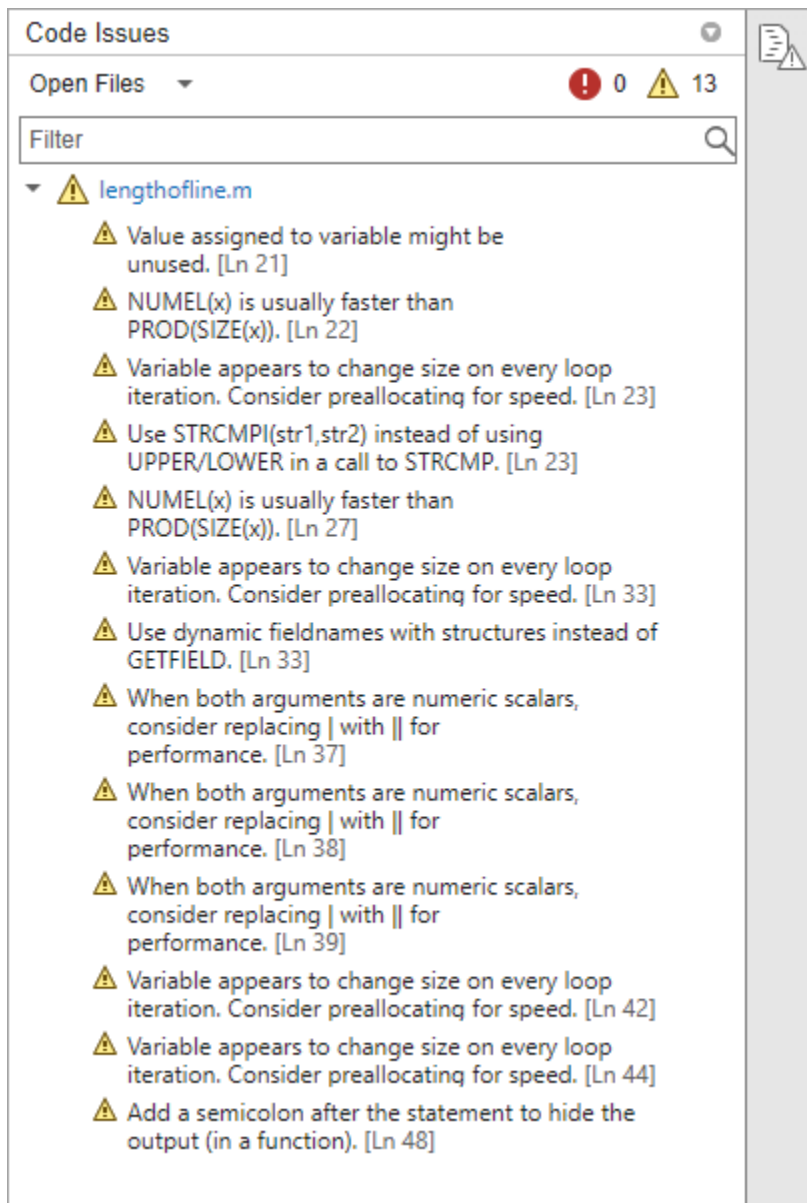 Code Issues
Open Files
0
13
Filter
lengthofline.m
Value assigned to variable might be
unused. [Ln 21]
NUMEL(x) is usually faster than
PROD(SIZE(x)). [Ln 22]
Variable appears to change size on every loop
iteration. Consider preallocating for speed. [Ln 23]
Use STRCMPI(str1,str2) instead of using
UPPER/LOWER in a call to STRCMP. [Ln 23]
NUMEL(x) is usually faster than
PROD(SIZE(x)). [Ln 27]
Variable appears to change size on every loop
iteration. Consider preallocating for speed. [Ln 33]
Use dynamic fieldnames with structures instead of
GETFIELD. [Ln 33]
When both arguments are numeric scalars,
consider replacing | with || for
performance. [Ln 37]
When both arguments are numeric scalars,
consider replacing | with || for
performance. [Ln 38]
When both arguments are numeric scalars,
consider replacing | with || for
performance. [Ln 39]
Variable appears to change size on every loop
iteration. Consider preallocating for speed. [Ln 42]
Variable appears to change size on every loop
iteration. Consider preallocating for speed. [Ln 44]
Add a semicolon after the statement to hide the
output (in a function). [Ln 48]